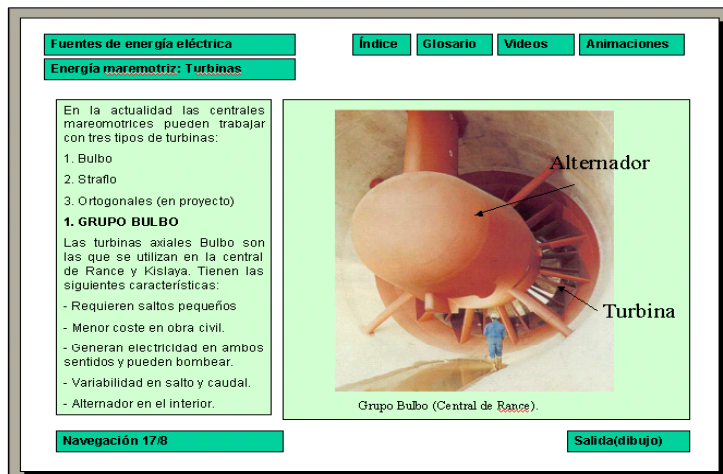 Fuentes de energía eléctrica
Índice
Glosario
Videos
Animaciones
Energía maremotriz: Turbinas
En la actualidad las centrales
mareomotrices pueden trabajar
con tres tipos de turbinas:
1. Bulbo
2. Straflo
3. Ortogonales (en proyecto)
1. GRUPO BULBO
Las turbinas axiales Bulbo son
las que se utilizan en la central
de Rance y Kislaya. Tienen las
siguientes características:
- Requieren saltos pequeños
- Menor coste en obra civil.
- Generan electricidad en ambos
sentidos y pueden bombear.
- Variabilidad en salto y caudal.
- Alternador en el interior.
Alternador
Turbina
Grupo Bulbo (Central de Rance).
Navegación 17/8
Salida(dibujo)